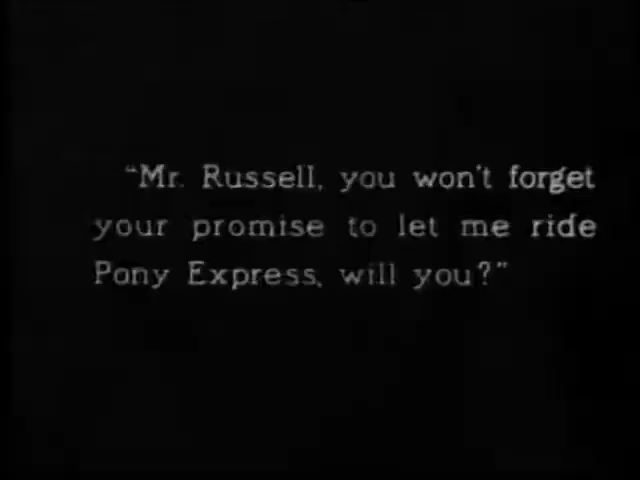 "Mr. Russell, you won't forget
your promise to let me ride
Pony Express, will you?"